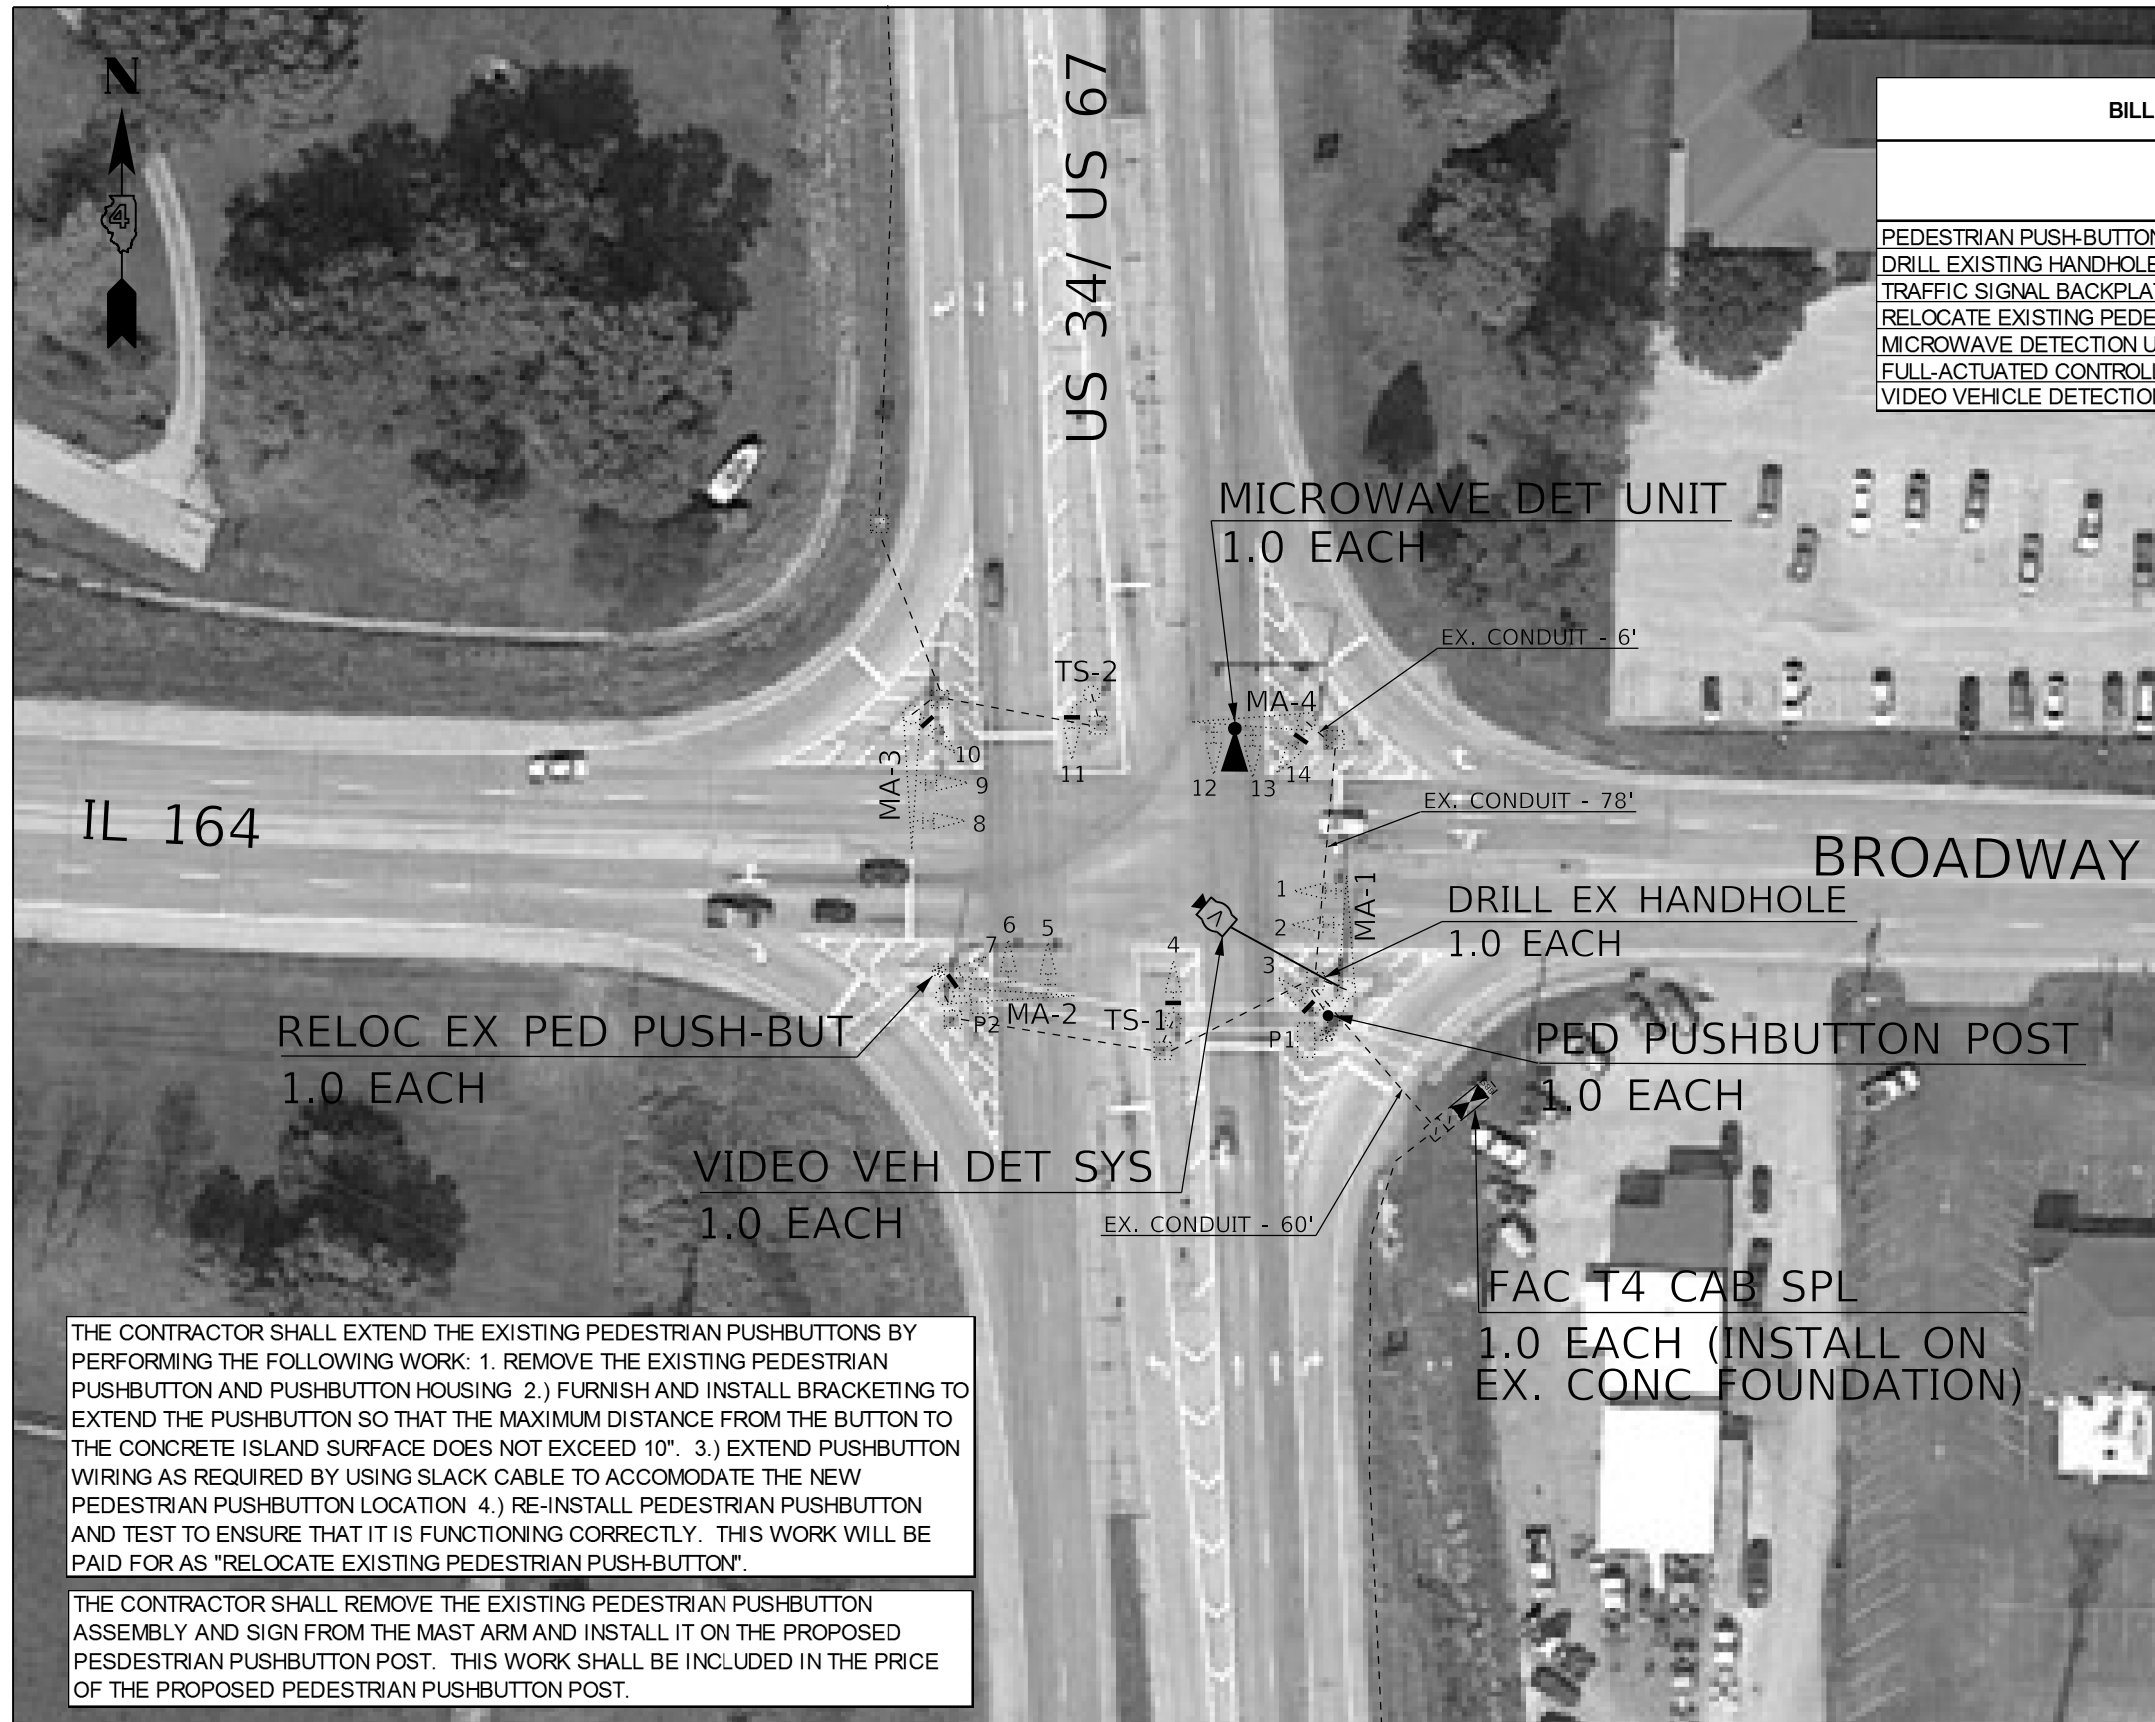 N
4
US 34/ US 67
BILL
PEDESTRIAN PUSH-BUTTON
DRILL EXISTING HANDHOLE
TRAFFIC SIGNAL BACKPLAT
RELOCATE EXISTING PEDE
MICROWAVE DETECTION U
FULL-ACTUATED CONTROLL
VIDEO VEHICLE DETECTION
MICROWAVE DET UNIT
1.0 EACH
EX. CONDUIT - 6'
TS-2
MA-4
MA-3
10
9
8
11
12
13
14
EX. CONDUIT - 78'
IL 164
BROADWAY
1
2
3
MA-1
DRILL EX HANDHOLE
1.0 EACH
7
6
5
4
V
P2
MA-2
TS-1
P1
RELOC EX PED PUSH-BUT
1.0 EACH
PED PUSHBUTTON POST
1.0 EACH
VIDEO VEH DET SYS
1.0 EACH
EX. CONDUIT - 60'
FAC T4 CAB SPL
1.0 EACH (INSTALL ON
EX. CONC FOUNDATION)
THE CONTRACTOR SHALL EXTEND THE EXISTING PEDESTRIAN PUSHBUTTONS BY
PERFORMING THE FOLLOWING WORK: 1. REMOVE THE EXISTING PEDESTRIAN
PUSHBUTTON AND PUSHBUTTON HOUSING 2.) FURNISH AND INSTALL BRACKETING TO
EXTEND THE PUSHBUTTON SO THAT THE MAXIMUM DISTANCE FROM THE BUTTON TO
THE CONCRETE ISLAND SURFACE DOES NOT EXCEED 10". 3.) EXTEND PUSHBUTTON
WIRING AS REQUIRED BY USING SLACK CABLE TO ACCOMODATE THE NEW
PEDESTRIAN PUSHBUTTON LOCATION 4.) RE-INSTALL PEDESTRIAN PUSHBUTTON
AND TEST TO ENSURE THAT IT IS FUNCTIONING CORRECTLY. THIS WORK WILL BE
PAID FOR AS "RELOCATE EXISTING PEDESTRIAN PUSH-BUTTON".
THE CONTRACTOR SHALL REMOVE THE EXISTING PEDESTRIAN PUSHBUTTON
ASSEMBLY AND SIGN FROM THE MAST ARM AND INSTALL IT ON THE PROPOSED
PESDESTRIAN PUSHBUTTON POST. THIS WORK SHALL BE INCLUDED IN THE PRICE
OF THE PROPOSED PEDESTRIAN PUSHBUTTON POST.